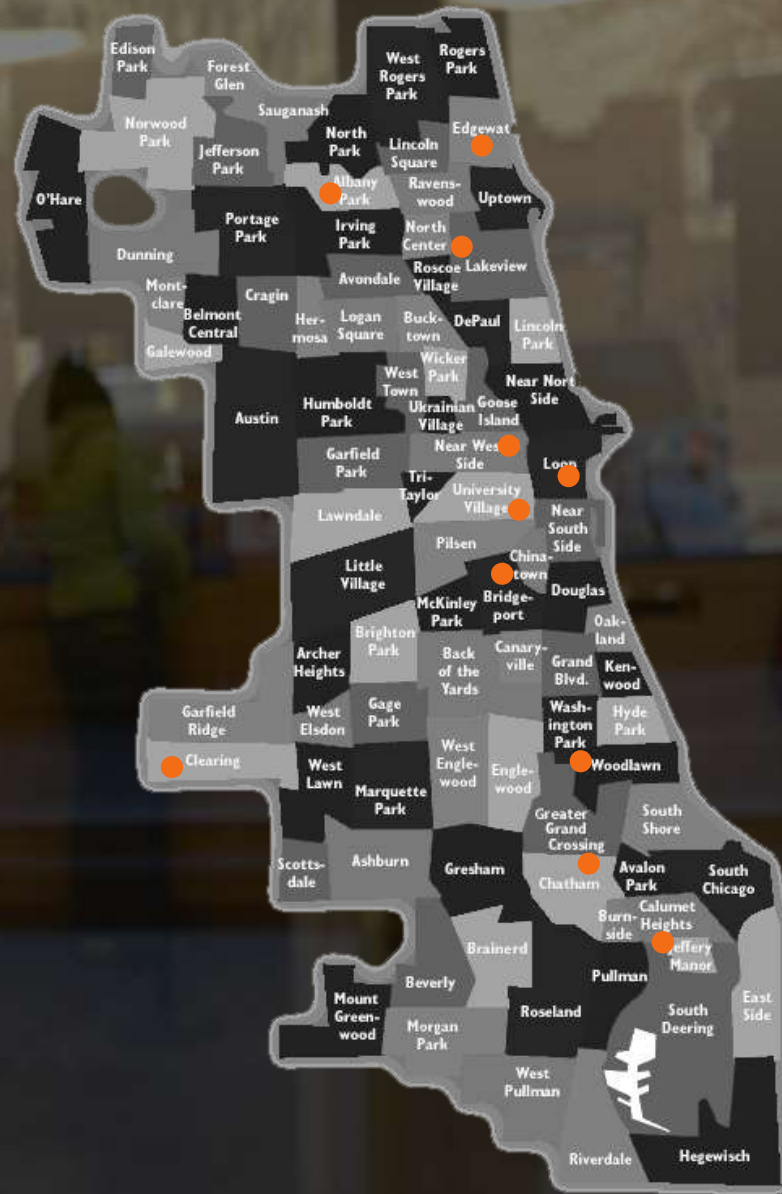 Edison
Park
Forest
Glen
West
Rogers
Park
Rogers
Park
Sauganash
Norwood
Park
Jefferson
Park
North
Park
Lincoln
Square
Edgewat
O'Hare
Albany
Park
Ravens-
wood
Uptown
Portage
Park
Irving
Park
North
Center
Dunning
Roscoe
Village
Lakeview
Avondale
Mont-
clare
Belmont
Central
Cragin
Her-
mosa
Logan
Square
Buck-
town
DePaul
Lincoln
Park
Galewood
Wicker
Park
West
Town
Near Nort
Side
Austin
Humboldt
Park
Ukrainian
Village
Goose
Island
Garfield
Park
Near Wes
Side
Loop
Tri-
Taylor
University
Village
Lawndale
Near
South
Side
Pilsen
China-
town
Little
Village
McKinley
Park
Bridge-
port
Douglas
Brighton
Park
Oak-
land
Archer
Heights
Back
of the
Yards
Canary-
ville
Grand
Blvd.
Ken-
wood
Garfield
Ridge
West
Elsdon
Gage
Park
Wash-
ington
Park
Hyde
Park
Clearing
West
Lawn
Marquette
Park
West
Engle-
wood
Engle-
wood
Woodlawn
Greater
Grand
Crossing
South
Shore
Scotts-
dale
Ashburn
Gresham
Chatham
Avalon
Park
South
Chicago
Burn-
side
Calumet
Heights
Brainerd
effery
Manor
Beverly
Pullman
Mount
Green-
wood
Morgan
Park
Roseland
South
Deering
East
Side
West
Pullman
Riverdale
Hegewisch